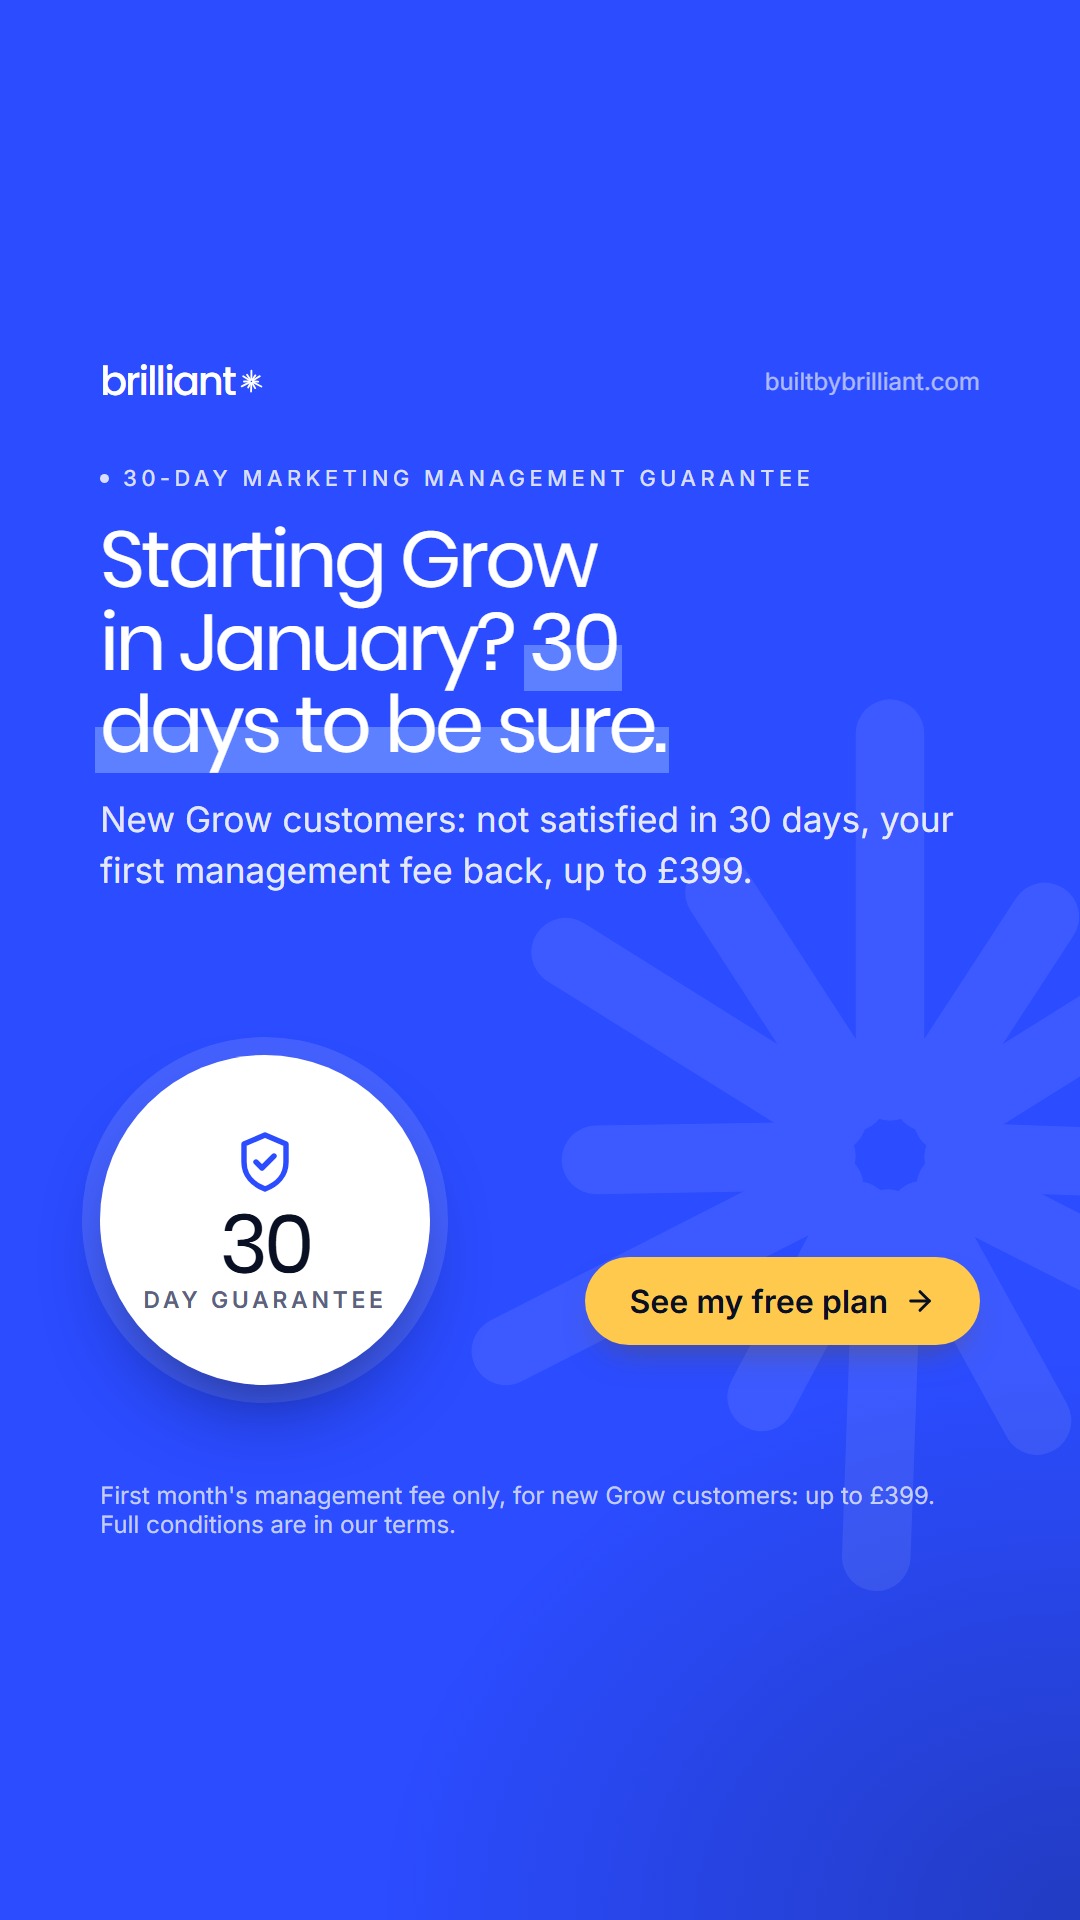 brilliant
builtbybrilliant.com
30-DAY MARKETING MANAGEMENT GUARANTEE
Starting Grow
in January? 30
days to be sure.
New Grow customers: not satisfied in 30 days, your
first management fee back, up to £399.
30
DAY GUARANTEE
See my free plan →
First month's management fee only, for new Grow customers: up to £399.
Full conditions are in our terms.